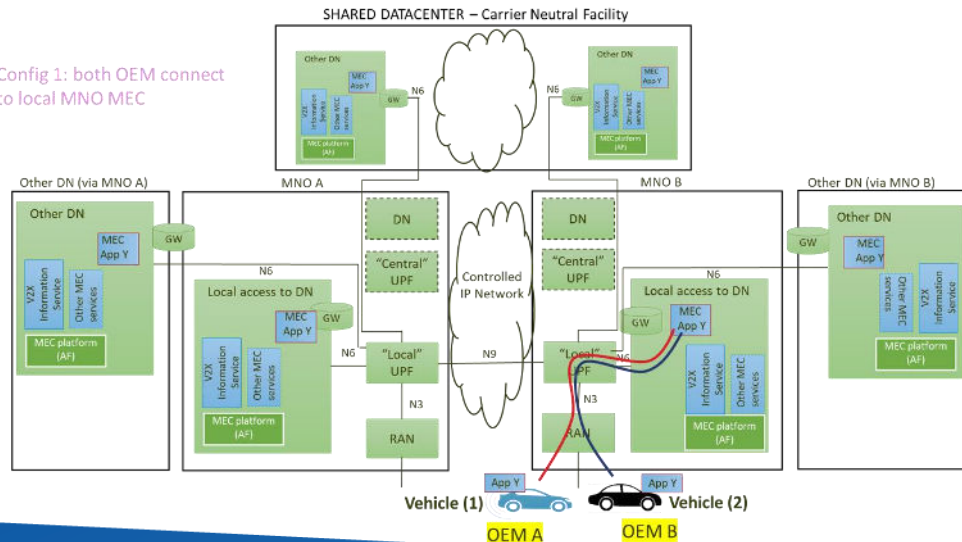 SHARED DATACENTER – Carrier Neutral Facility
Config 1: both OEM connect
to local MNO MEC
Other DN
MEC
App Y
V2X
Information
Service
Other MEC
services
MEC platform
(AF)
GW
N6
N6
GW
Other DN
MEC
App Y
V2X
Information
Service
Other MEC
services
MEC platform
(AF)
Other DN (via MNO A)
Other DN
MEC
App Y
V2X
Information
Service
Other MEC
services
MEC platform
(AF)
GW
N6
MNO A
DN
"Central"
UPF
Local access to DN
MEC
App Y
GW
V2X
Information
Service
Other MEC
services
MEC platform
(AF)
N6
"Local"
UPF
N3
RAN
Controlled
IP Network
N9
MNO B
DN
"Central"
UPF
"Local"
UPF
N6
N3
RAN
Local access to DN
GW
MEC
App Y
V2X
Information
Service
Other MEC
services
MEC platform
(AF)
N6
Other DN (via MNO B)
GW
Other DN
MEC
App Y
Other MEC
services
V2X
Information
Service
MEC platform
(AF)
Vehicle (1)
App Y
OEM A
App Y
Vehicle (2)
OEM B